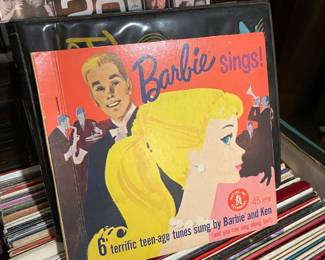 Barbie sings!
45 RPM
6 terrific teen-age tunes sung by Barbie and Ken